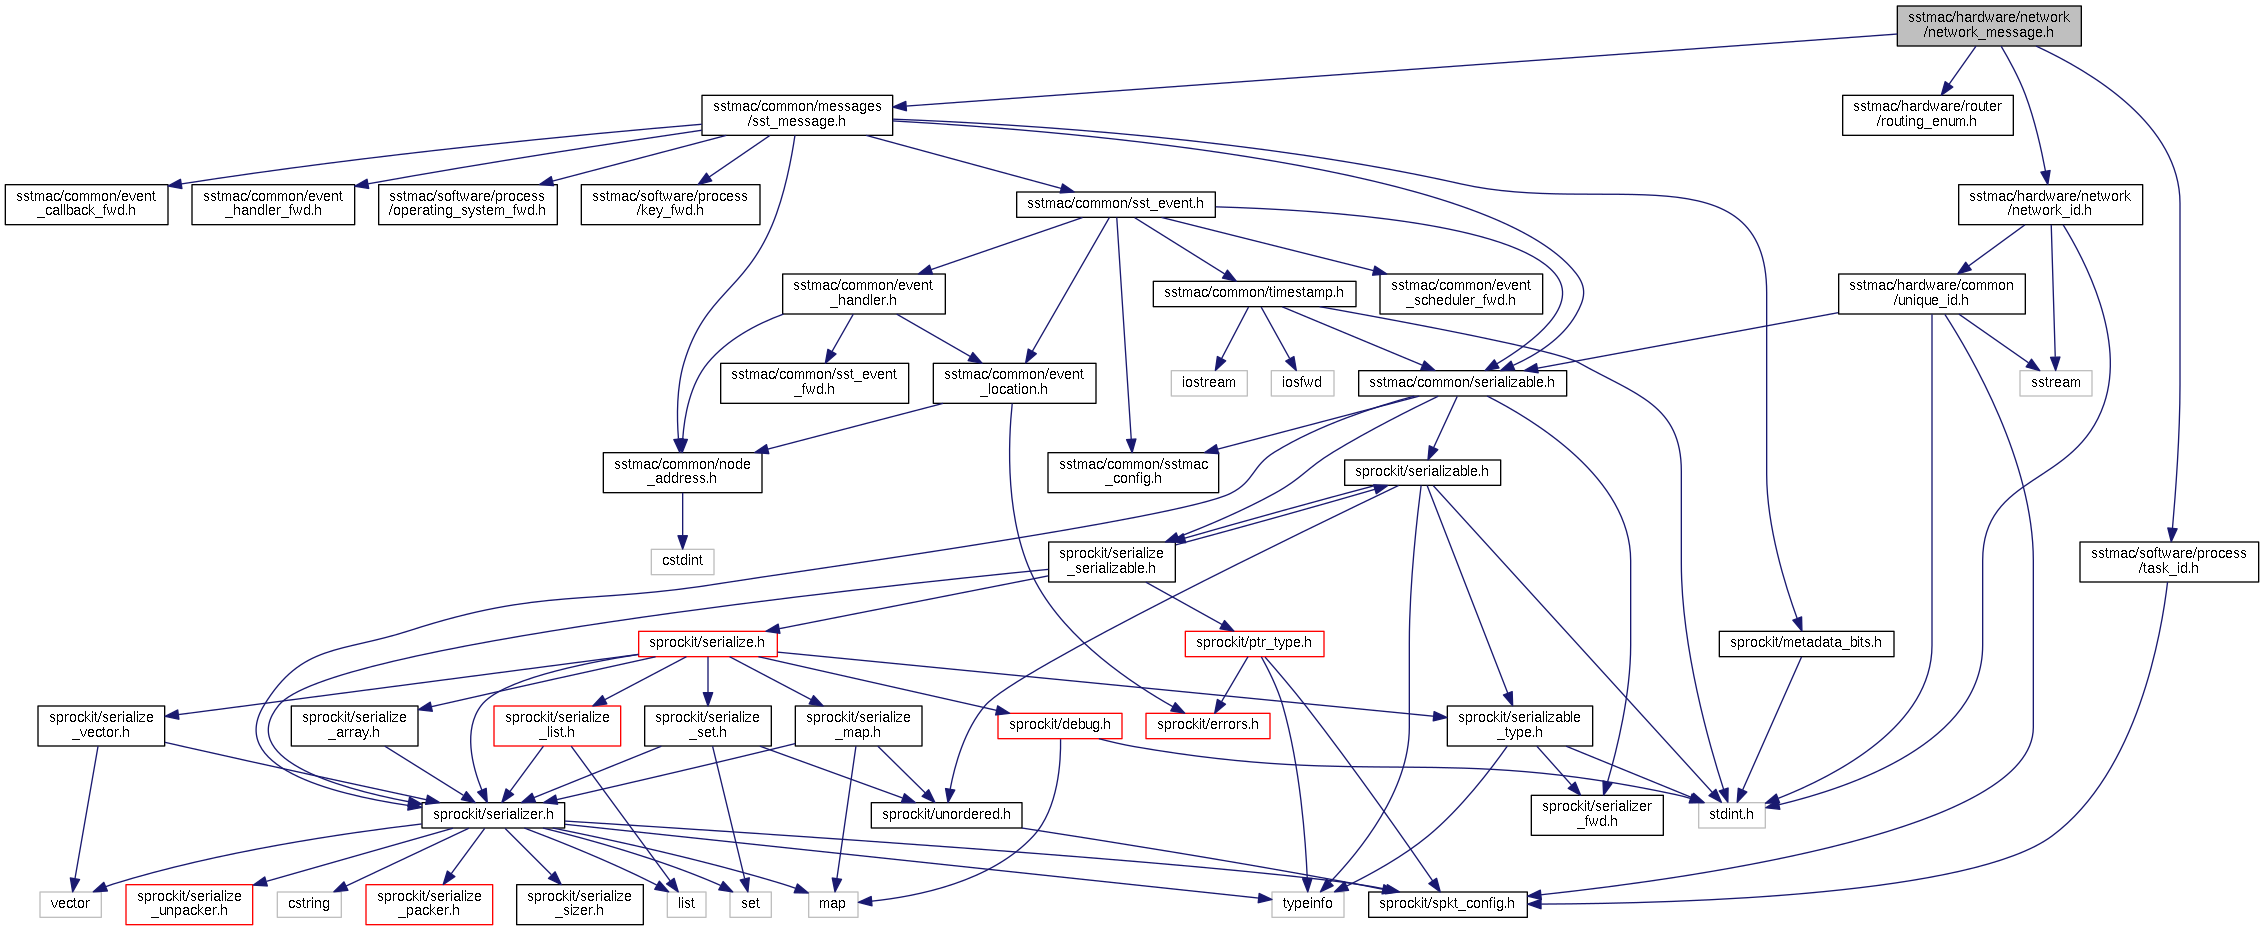 sstmac/hardware/network
/network_message.h
sstmac/common/messages
/sst_message.h
sstmac/hardware/router
/routing_enum.h
sstmac/common/event
_callback_fwd.h
sstmac/common/event
_handler_fwd.h
sstmac/software/process
/operating_system_fwd.h
sstmac/software/process
/key_fwd.h
sstmac/common/sst_event.h
sstmac/hardware/network
/network_id.h
sstmac/common/event
_handler.h
sstmac/common/timestamp.h
sstmac/common/event
_scheduler_fwd.h
sstmac/hardware/common
/unique_id.h
sstmac/common/sst_event
_fwd.h
sstmac/common/event
_location.h
iostream
iosfwd
sstmac/common/serializable.h
sstream
sstmac/common/node
_address.h
sstmac/common/sstmac
_config.h
sprockit/serializable.h
cstdint
sprockit/serialize
_serializable.h
sstmac/software/process
/task_id.h
sprockit/serialize.h
sprockit/ptr_type.h
sprockit/metadata_bits.h
sprockit/serialize
_vector.h
sprockit/serialize
_array.h
sprockit/serialize
_list.h
sprockit/serialize
_set.h
sprockit/serialize
_map.h
sprockit/debug.h
sprockit/errors.h
sprockit/serializable
_type.h
sprockit/serializer.h
sprockit/unordered.h
sprockit/serializer
_fwd.h
stdint.h
vector
sprockit/serialize
_unpacker.h
cstring
sprockit/serialize
_packer.h
sprockit/serialize
_sizer.h
list
set
map
typeinfo
sprockit/spkt_config.h